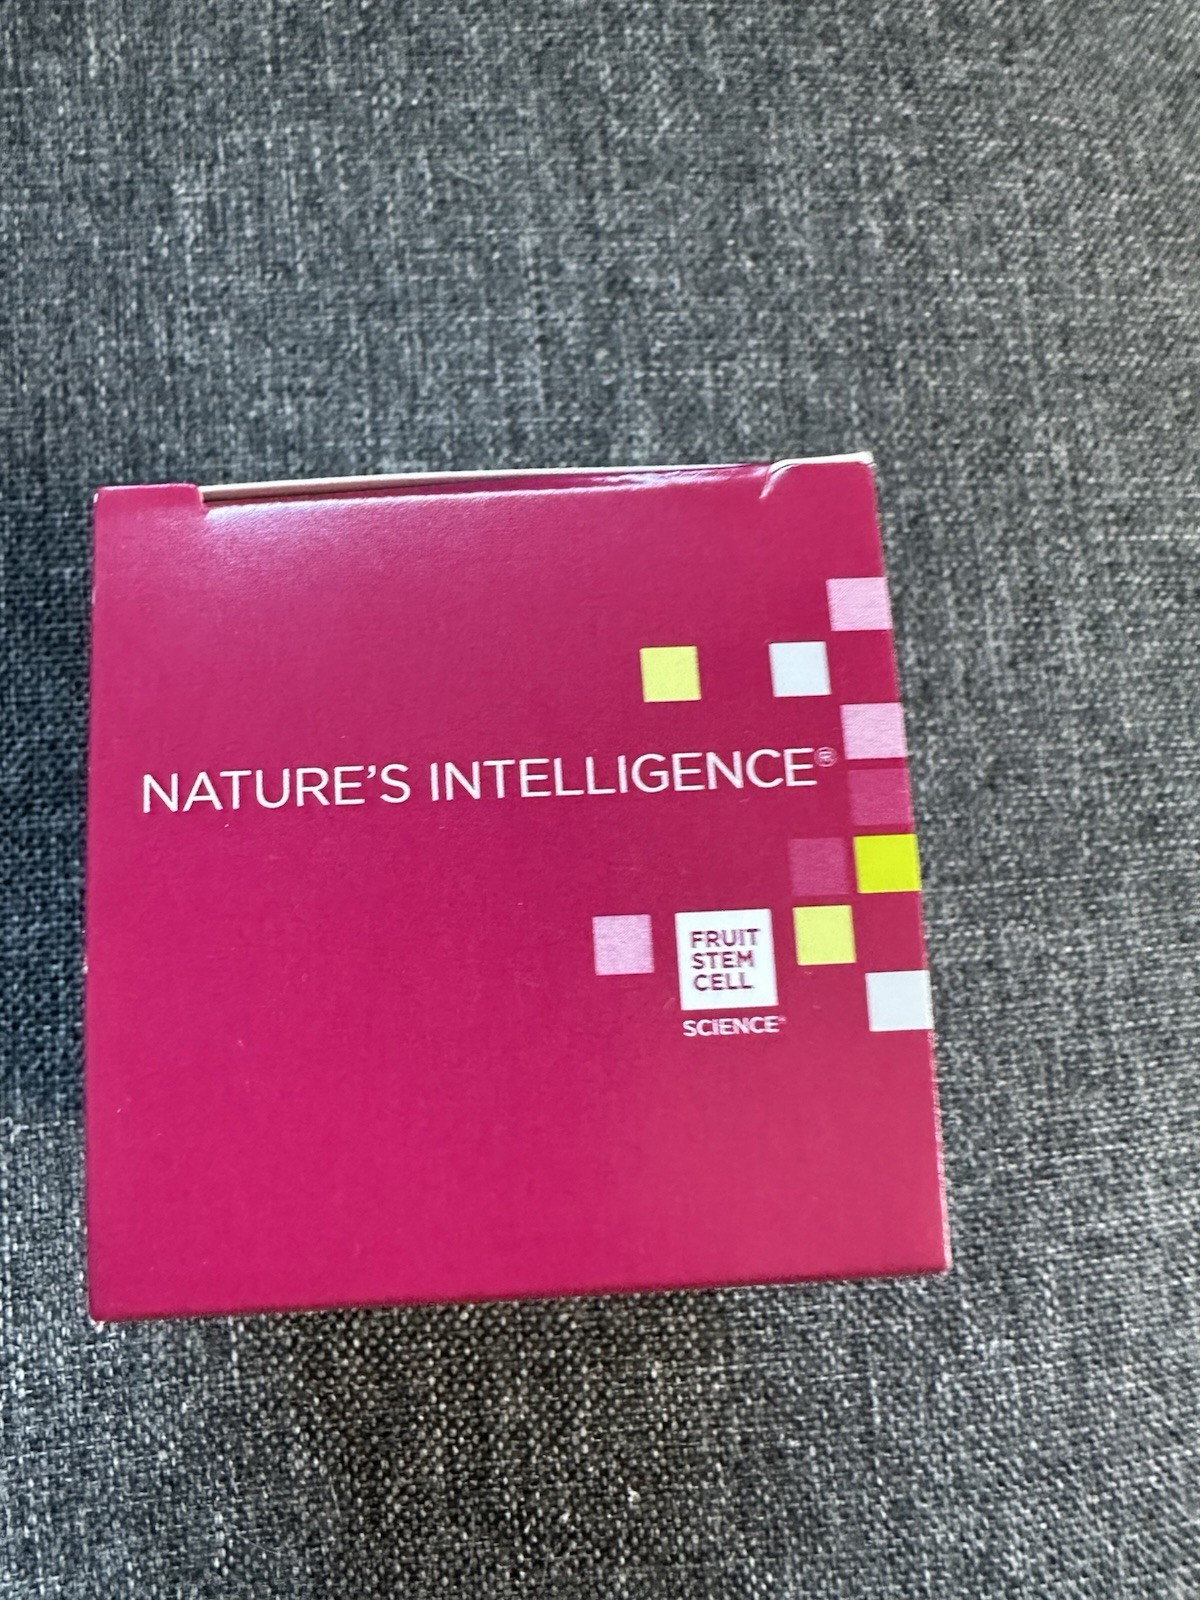 NATURE'S INTELLIGENCE®
FRUIT
STEM
CELL
SCIENCE®